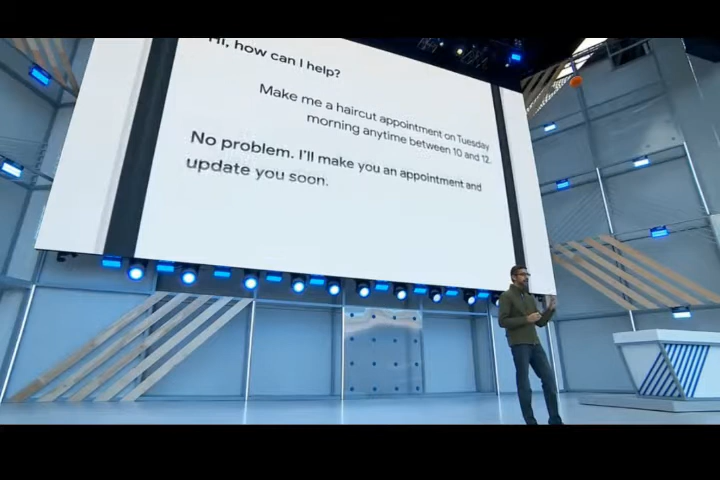 Hi, how can I help?
Make me a haircut appointment on Tuesday
morning anytime between 10 and 12.
No problem. I'll make you an appointment and
update you soon.